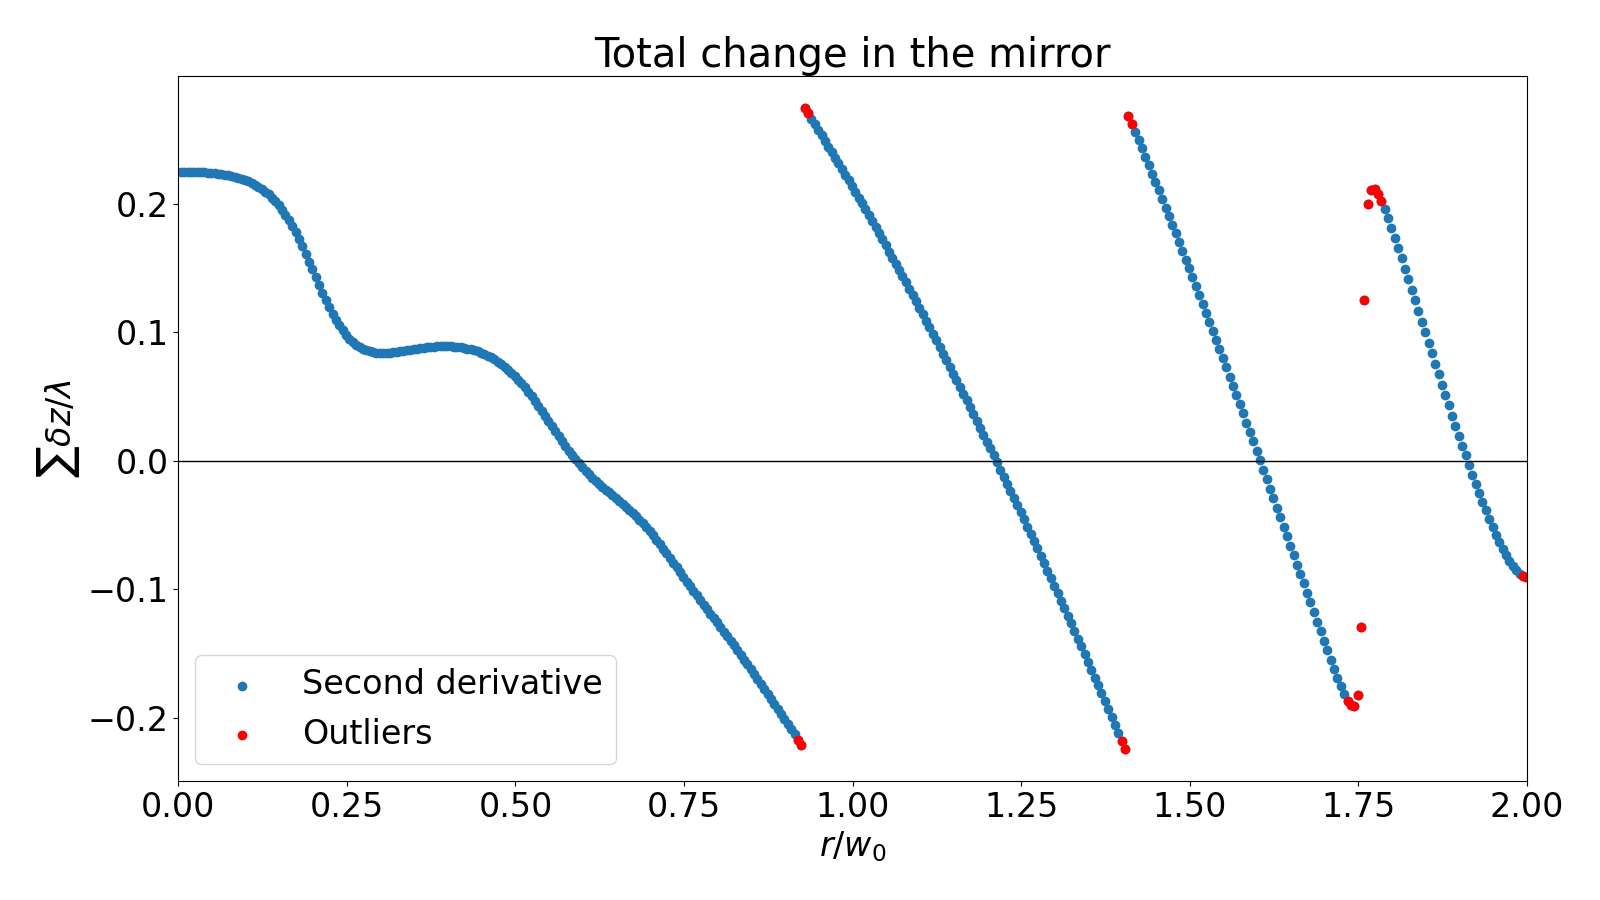 Total change in the mirror
∑ δz/λ
0.2
0.1
0.0
−0.1
−0.2
Second derivative
Outliers
0.00 0.25 0.50 0.75 1.00 1.25 1.50 1.75 2.00
r/w₀